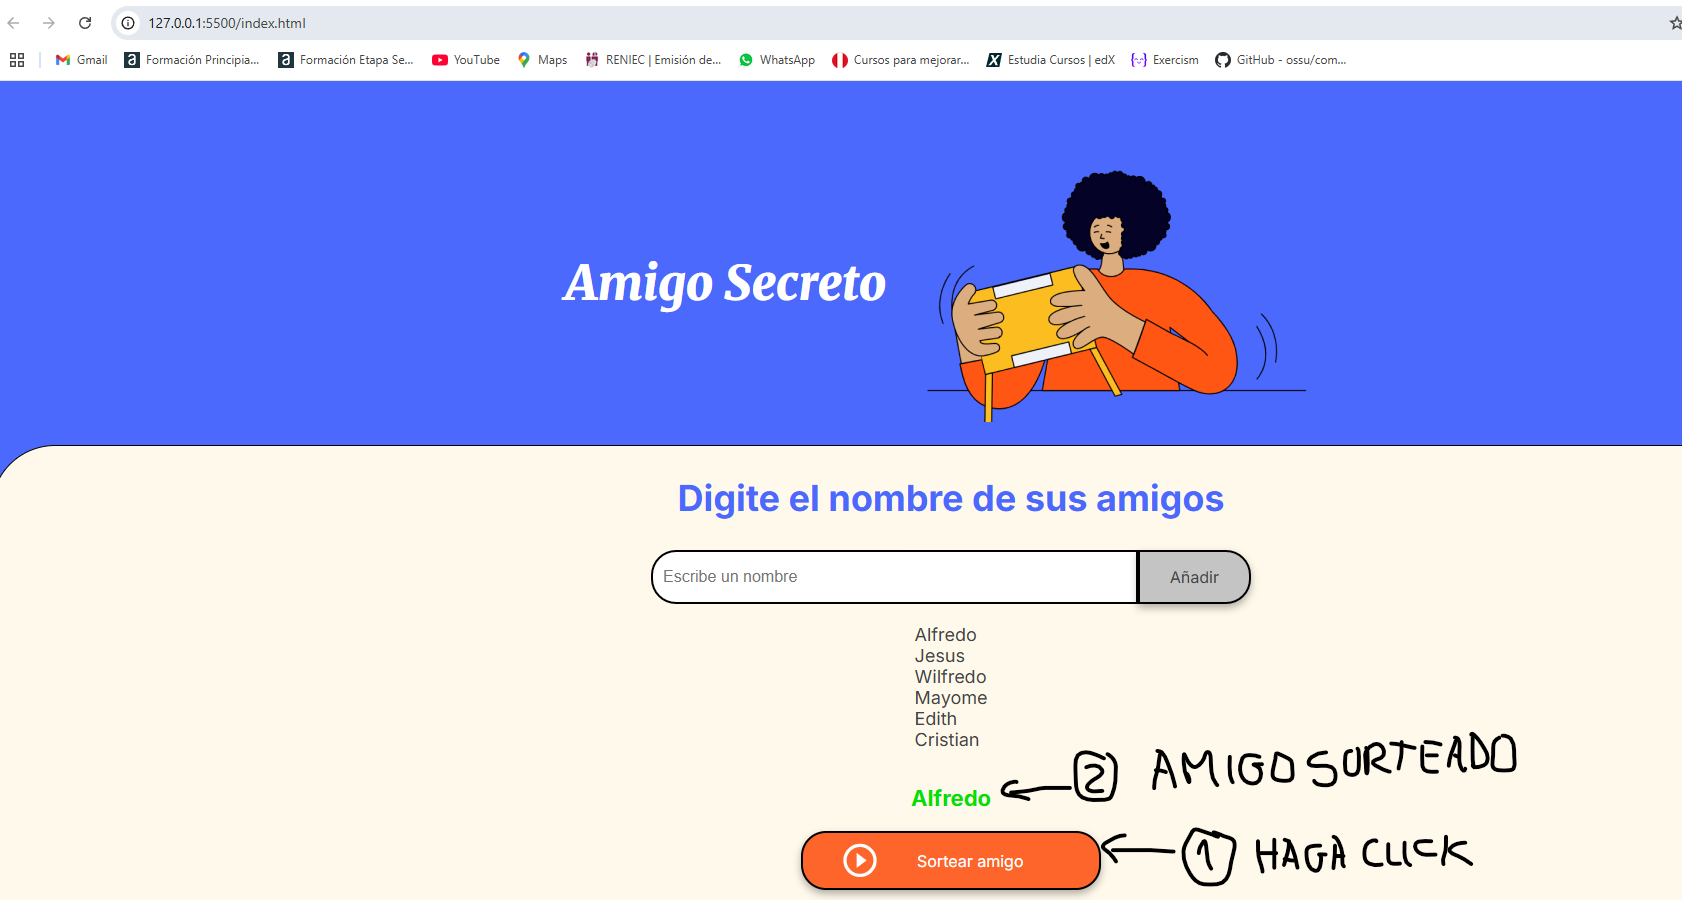 127.0.0.1:5500/index.html
Gmail
Formación Principia...
Formación Etapa Se...
YouTube
Maps
RENIEC | Emisión de...
WhatsApp
Cursos para mejorar...
Estudia Cursos | edX
Exercism
GitHub - ossu/com...
Amigo Secreto
Digite el nombre de sus amigos
Escribe un nombre
Añadir
Alfredo
Jesus
Wilfredo
Mayome
Edith
Cristian
2 AMIGO SORTEADO
Alfredo
Sortear amigo
1 HAGA CLICK